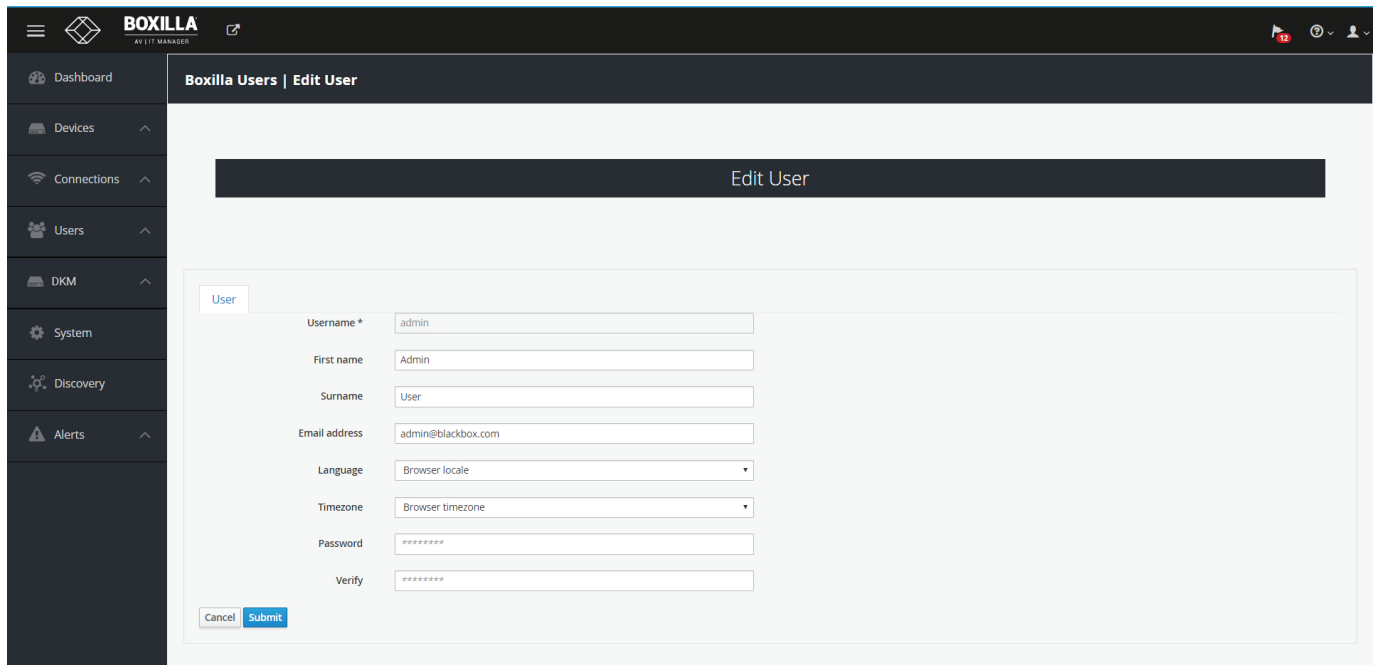 BOXILLA
AV | IT MANAGER
12
Dashboard
Boxilla Users | Edit User
Devices
Connections
Edit User
Users
DKM
System
Discovery
Alerts
User
Username *
admin
First name
Admin
Surname
User
Email address
admin@blackbox.com
Language
Browser locale
Timezone
Browser timezone
Password
********
Verify
********
Cancel
Submit